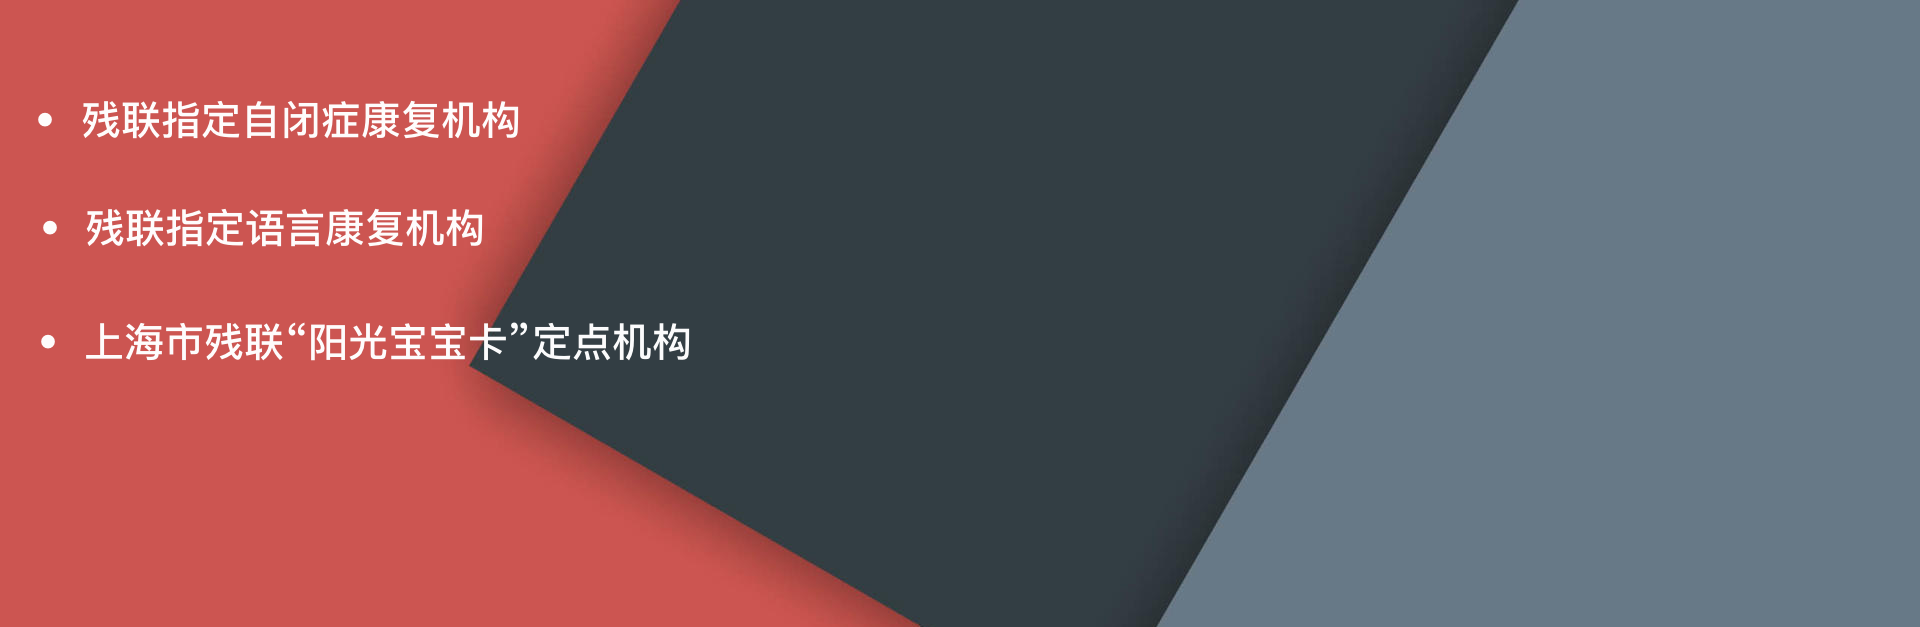 • 残联指定自闭症康复机构
• 残联指定语言康复机构
• 上海市残联“阳光宝宝卡”定点机构